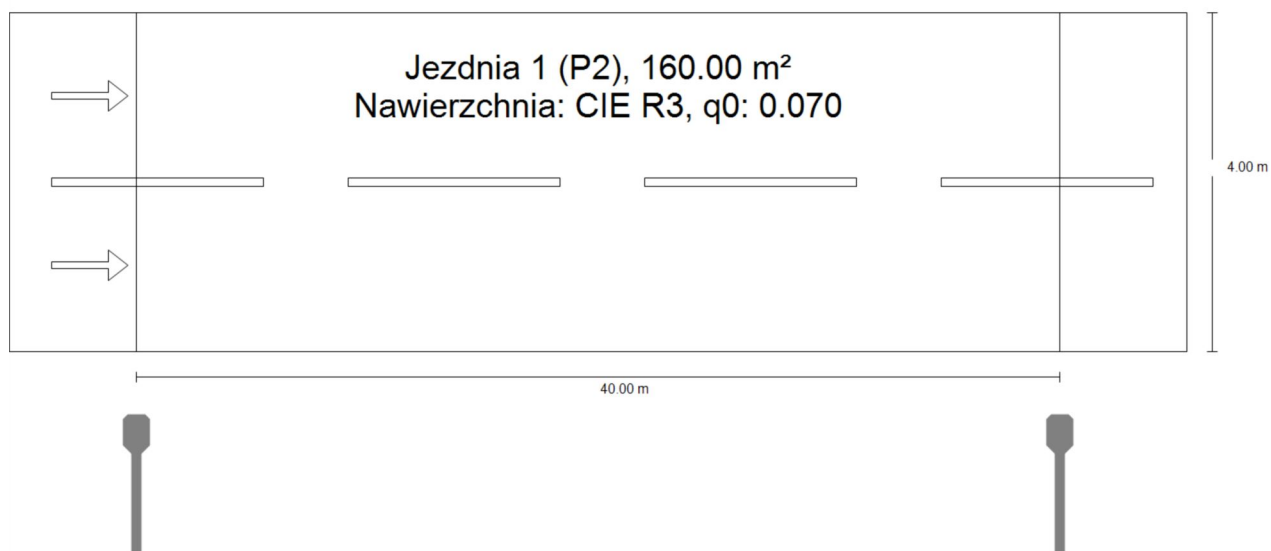 Jezdnia 1 (P2), 160.00 m²
Nawierzchnia: CIE R3, q0: 0.070
4.00 m
40.00 m